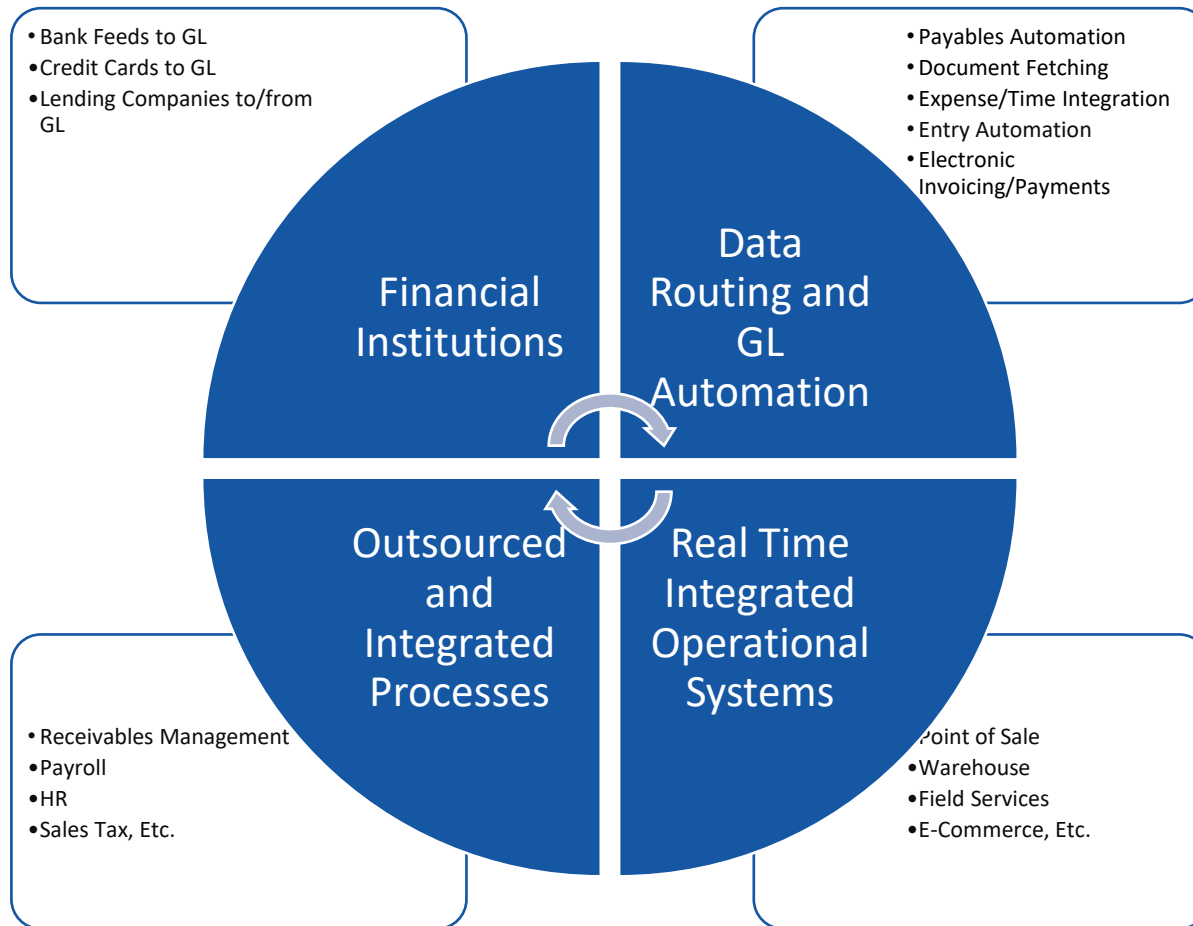 • Bank Feeds to GL
•Credit Cards to GL
•Lending Companies to/from
GL
• Payables Automation
• Document Fetching
• Expense/Time Integration
• Entry Automation
• Electronic
Invoicing/Payments
Financial
Institutions
Data
Routing and
GL
Automation
Outsourced
and
Integrated
Processes
Real Time
Integrated
Operational
Systems
• Receivables Management
•Payroll
•HR
•Sales Tax, Etc.
•Point of Sale
•Warehouse
•Field Services
•E-Commerce, Etc.